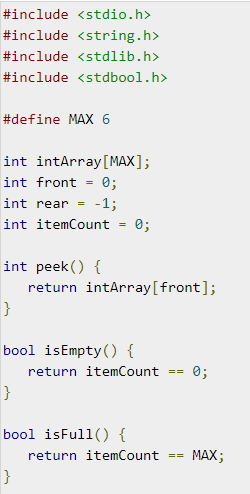 #include <stdio.h>
#include <string.h>
#include <stdlib.h>
#include <stdbool.h>

#define MAX 6

int intArray[MAX];
int front = 0;
int rear = -1;
int itemCount = 0;

int peek() {
   return intArray[front];
}

bool isEmpty() {
   return itemCount == 0;
}

bool isFull() {
   return itemCount == MAX;
}